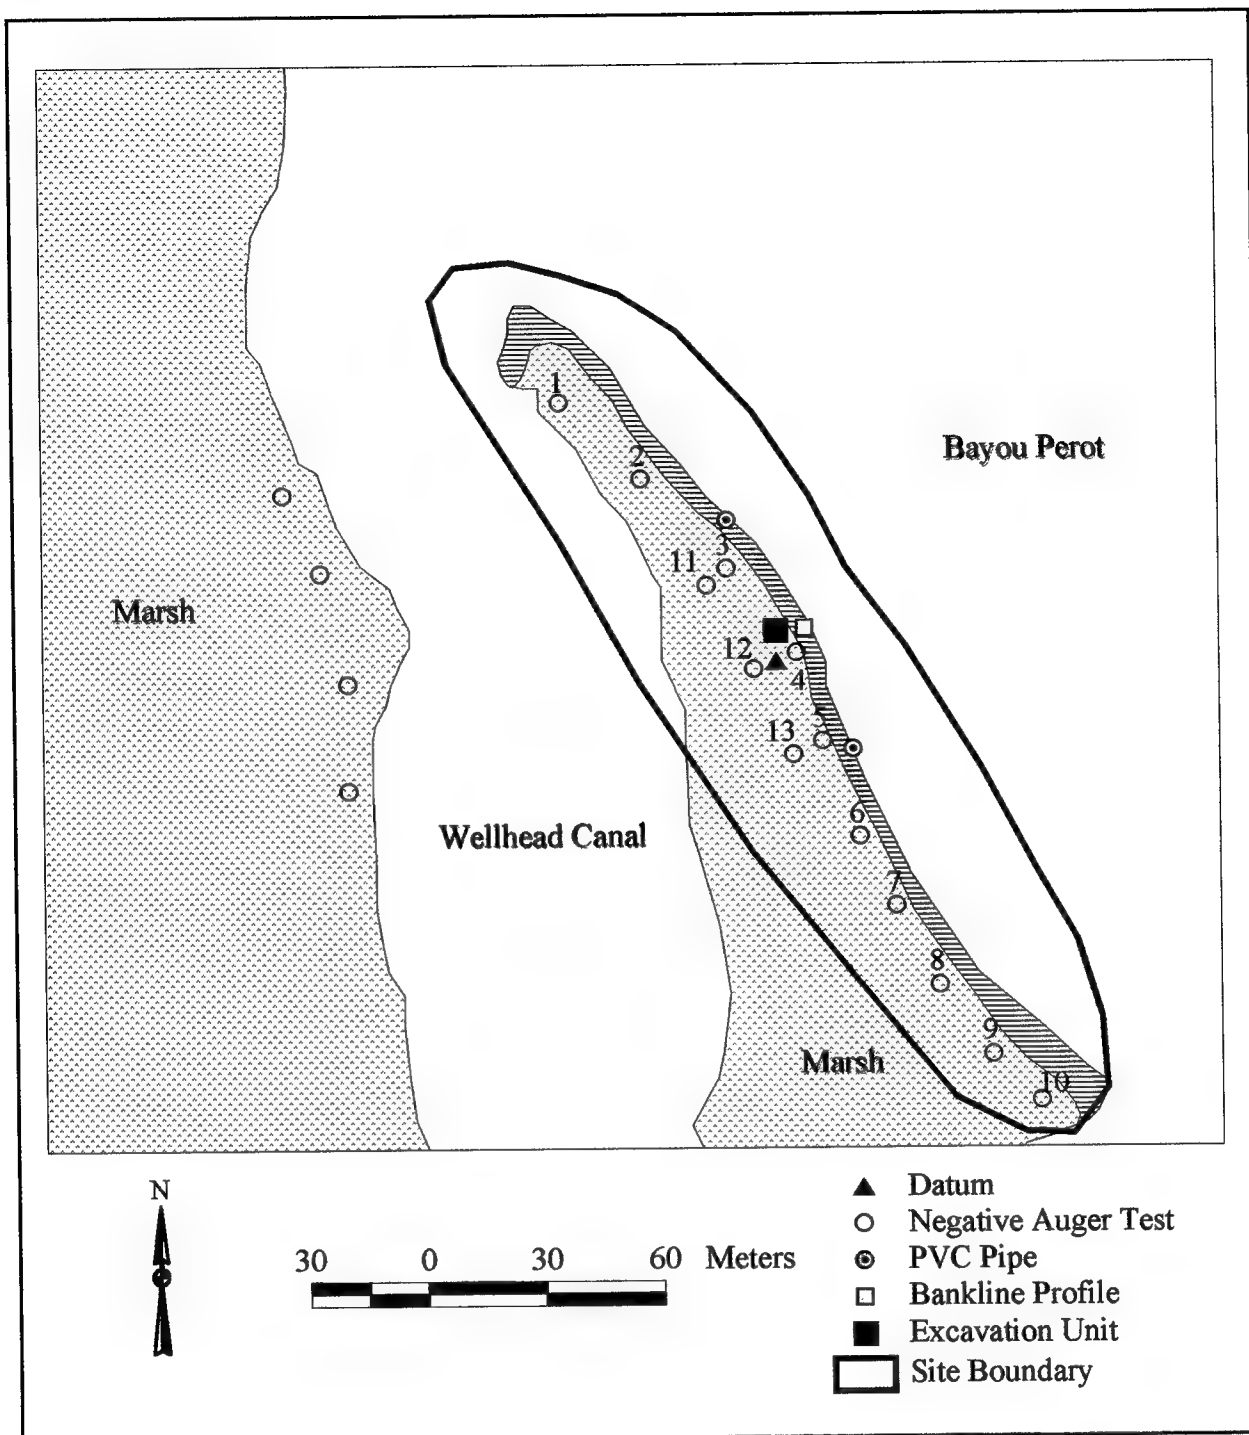 1
2
Bayou Perot
3
11
Marsh
12
4
5
13
6
Wellhead Canal
7
8
9
Marsh
10
N
30 0 30 60 Meters
Datum
Negative Auger Test
PVC Pipe
Bankline Profile
Excavation Unit
Site Boundary